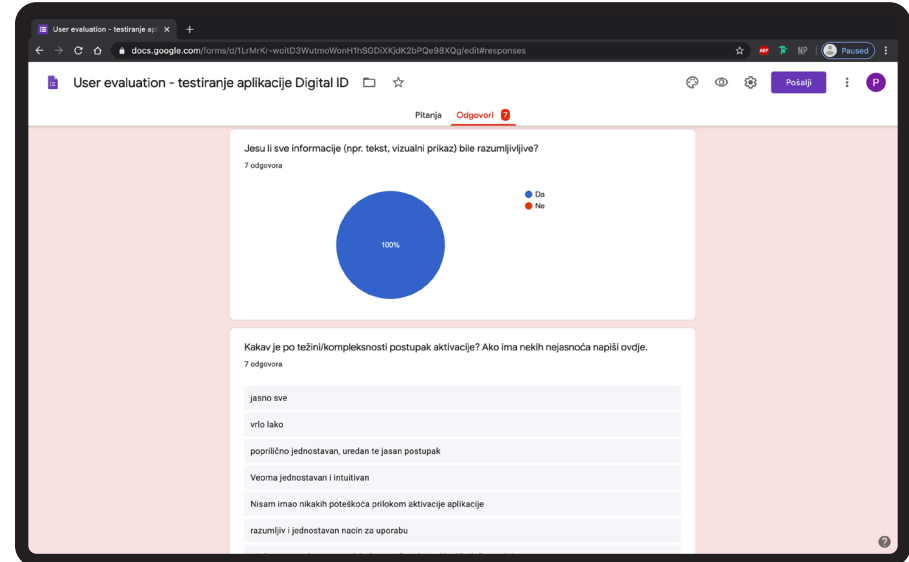 User evaluation - testiranje apl
docs.google.com/forms/d/1LrMrKr-woitD3WutmoWonH1hSGDiXKjdK2bPQe98XQg/edit#responses
ABP
NP
Paused
User evaluation - testiranje aplikacije Digital ID
Pošalji
P
Pitanja
Odgovori 7
Jesu li sve informacije (npr. tekst, vizualni prikaz) bile razumljivljive?
7 odgovora
Da
Ne
100%
Kakav je po težini/kompleksnosti postupak aktivacije? Ako ima nekih nejasnoća napiši ovdje.
7 odgovora
jasno sve
vrlo lako
poprilično jednostavan, uredan te jasan postupak
Veoma jednostavan i intuitivan
Nisam imao nikakih poteškoća prilokom aktivacije aplikacije
razumljiv i jednostavan nacin za uporabu